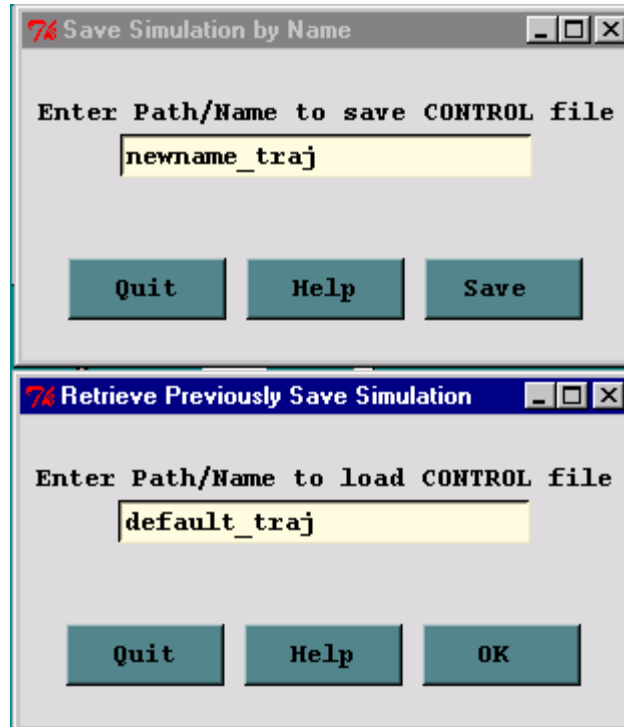 Save Simulation by Name
Enter Path/Name to save CONTROL file
newname_traj
Quit Help Save
Retrieve Previously Save Simulation
Enter Path/Name to load CONTROL file
default_traj
Quit Help OK